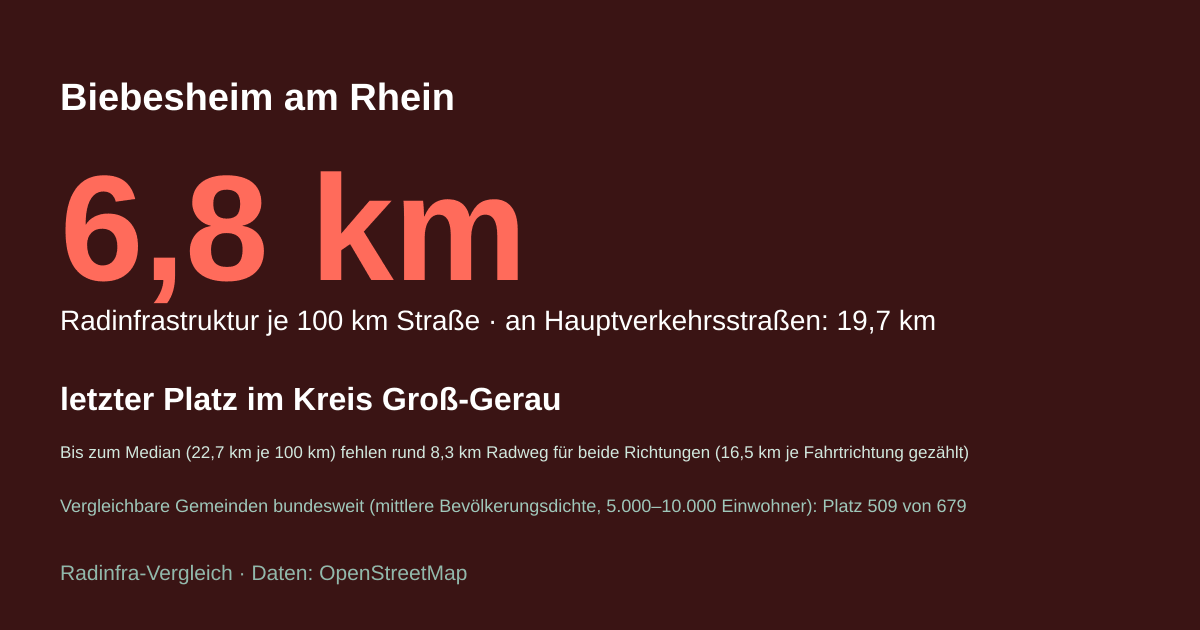 Biebesheim am Rhein
6,8 km
Radinfrastruktur je 100 km Straße · an Hauptverkehrsstraßen: 19,7 km
letzter Platz im Kreis Groß-Gerau
Bis zum Median (22,7 km je 100 km) fehlen rund 8,3 km Radweg für beide Richtungen (16,5 km je Fahrtrichtung gezählt)
Vergleichbare Gemeinden bundesweit (mittlere Bevölkerungsdichte, 5.000–10.000 Einwohner): Platz 509 von 679
Radinfra-Vergleich · Daten: OpenStreetMap